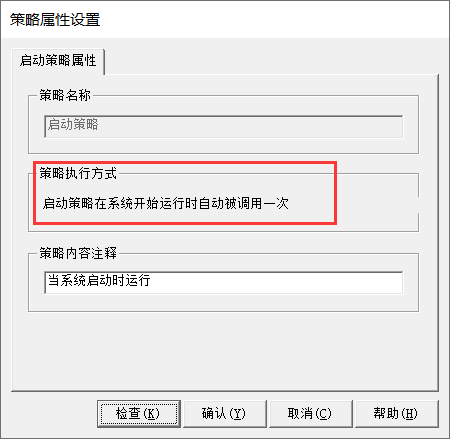 策略属性设置
启动策略属性
策略名称
启动策略
策略执行方式
启动策略在系统开始运行时自动被调用一次
策略内容注释
当系统启动时运行
检查(K) 确认(Y) 取消(C) 帮助(H)